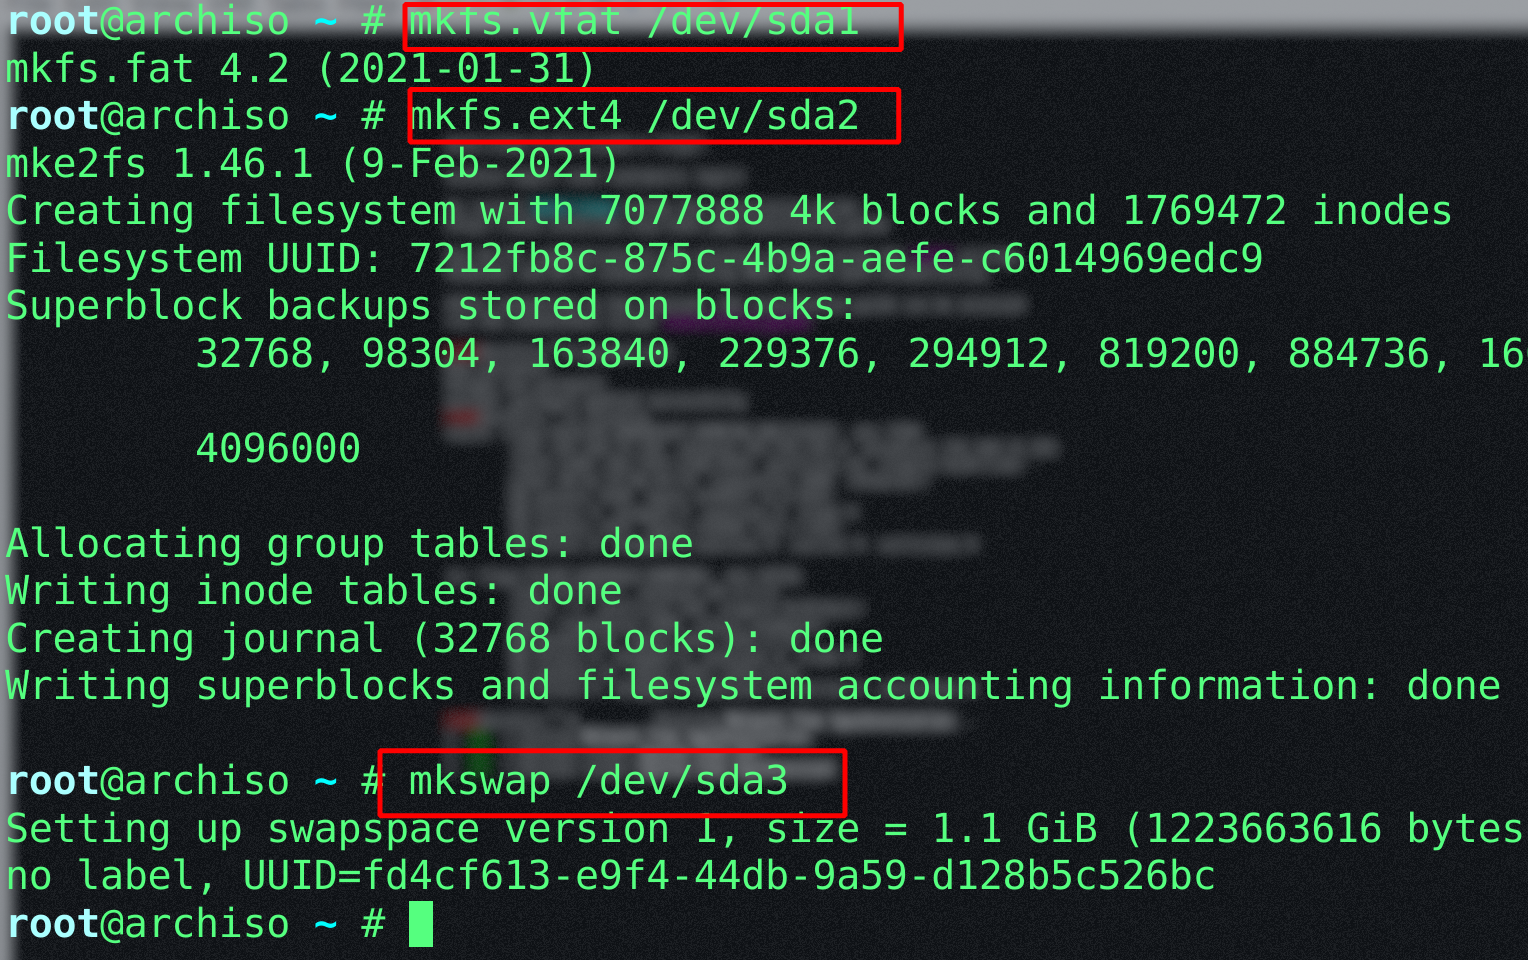 root@archiso ~ # mkfs.vfat /dev/sda1
mkfs.fat 4.2 (2021-01-31)
root@archiso ~ # mkfs.ext4 /dev/sda2
mke2fs 1.46.1 (9-Feb-2021)
Creating filesystem with 7077888 4k blocks and 1769472 inodes
Filesystem UUID: 7212fb8c-875c-4b9a-aefe-c6014969edc9
Superblock backups stored on blocks:
32768, 98304, 163840, 229376, 294912, 819200, 884736, 16
4096000
Allocating group tables: done
Writing inode tables: done
Creating journal (32768 blocks): done
Writing superblocks and filesystem accounting information: done
root@archiso ~ # mkswap /dev/sda3
Setting up swapspace version 1, size = 1.1 GiB (1223663616 bytes
no label, UUID=fd4cf613-e9f4-44db-9a59-d128b5c526bc
root@archiso ~ #